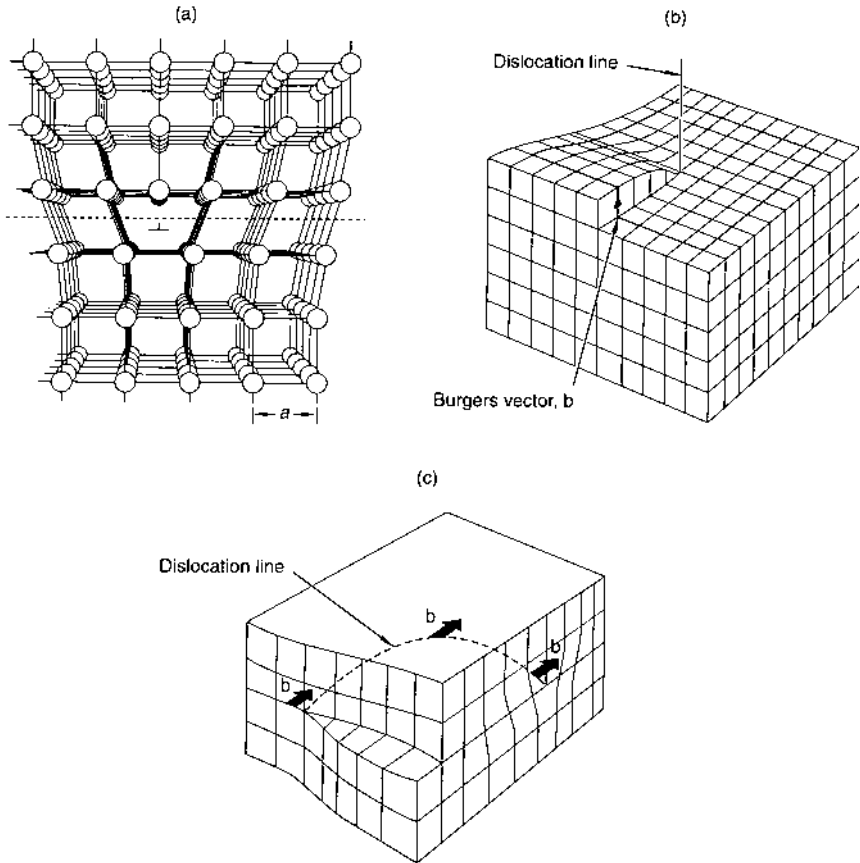 (a)
a
(b)
Dislocation line
Burgers vector, b
(c)
Dislocation line
b
b
b